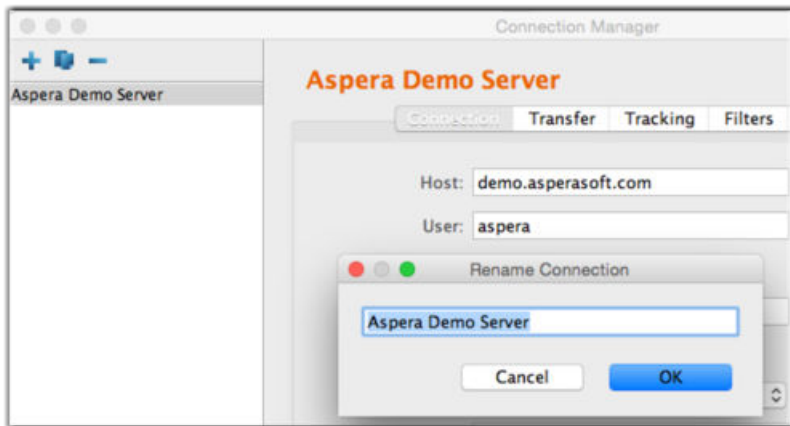 Connection Manager
Aspera Demo Server
Aspera Demo Server
Connection Transfer Tracking Filters
Host: demo.asperasoft.com
User: aspera
Rename Connection
Aspera Demo Server
Cancel OK